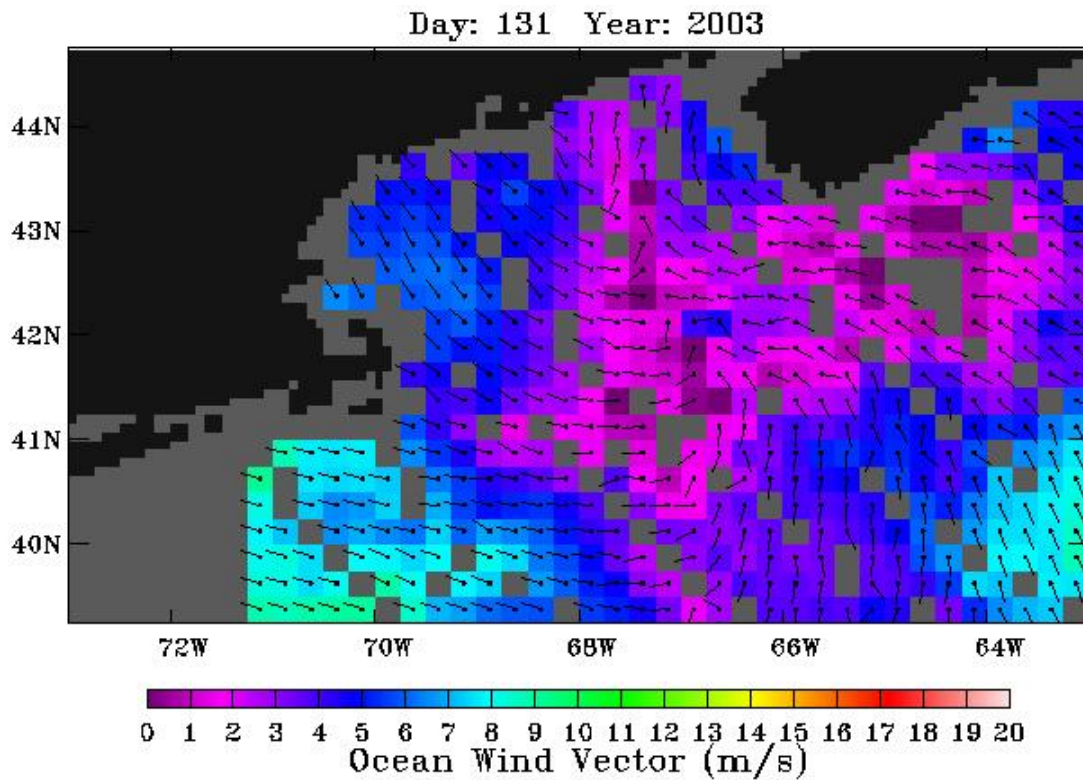 Day: 131 Year: 2003
44N
43N
42N
41N
40N
72W 70W 68W 66W 64W
0 1 2 3 4 5 6 7 8 9 10 11 12 13 14 15 16 17 18 19 20
Ocean Wind Vector (m/s)